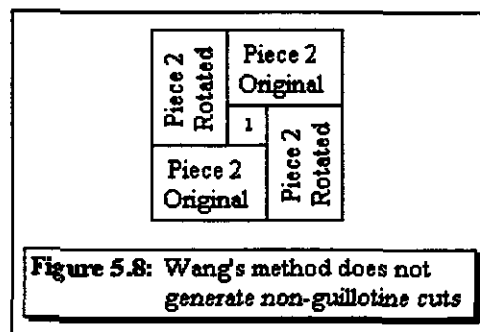 Piece 2
Rotated
Piece 2
Original
1
Piece 2
Original
Piece 2
Rotated
Figure 5.8: Wang's method does not
generate non-guillotine cuts